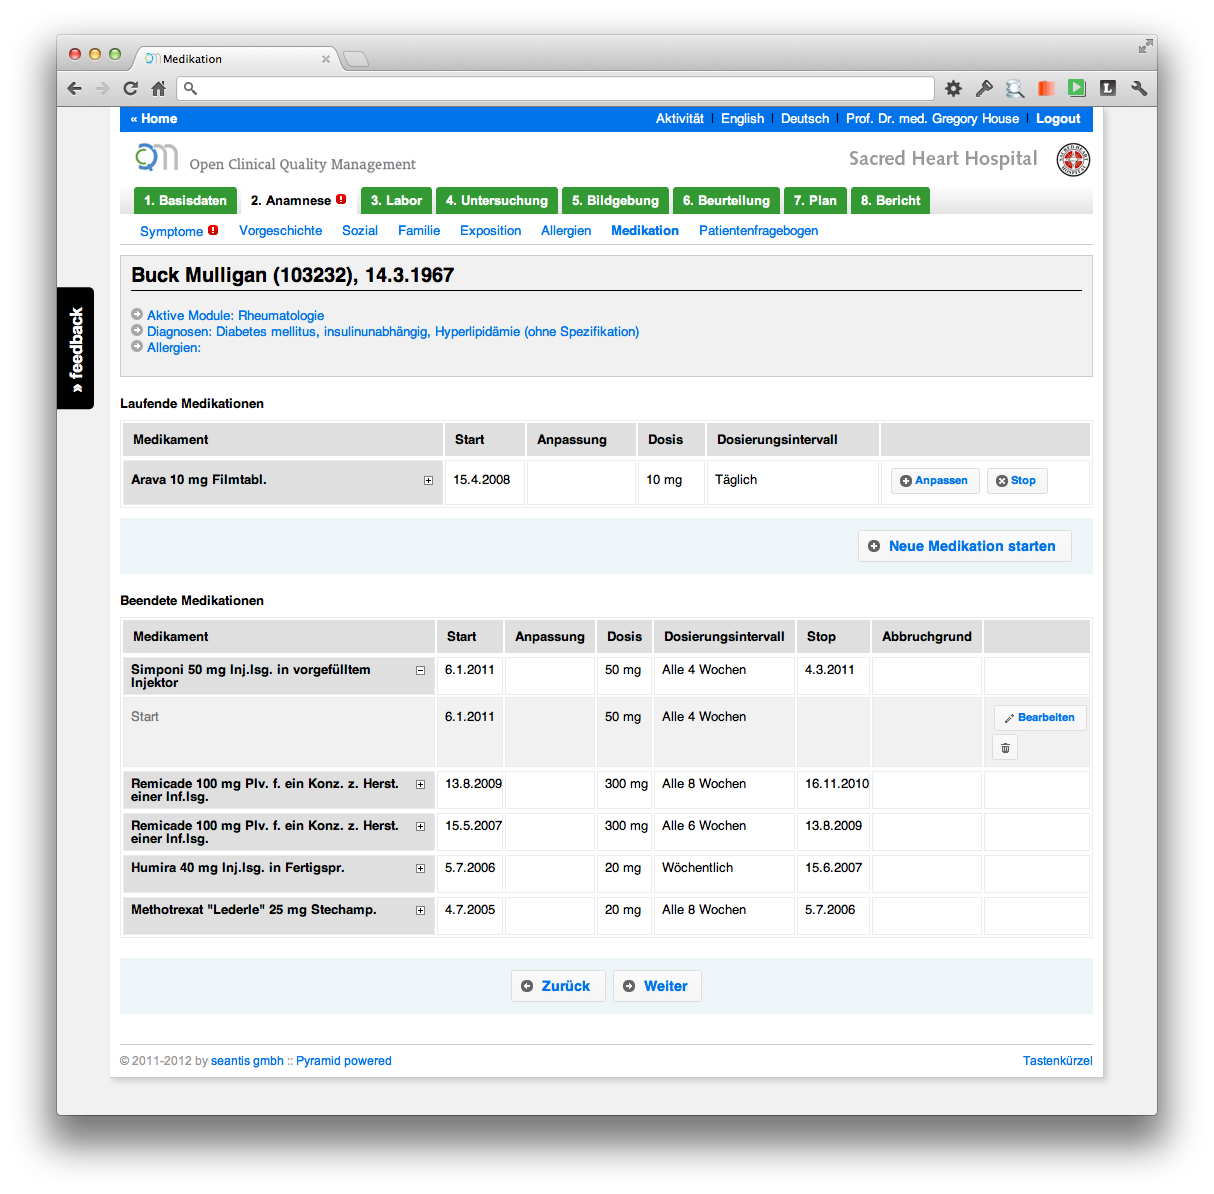 Medikation
« Home
Aktivität | English | Deutsch | Prof. Dr. med. Gregory House | Logout
Open Clinical Quality Management
Sacred Heart Hospital
1. Basisdaten 2. Anamnese 3. Labor 4. Untersuchung 5. Bildgebung 6. Beurteilung 7. Plan 8. Bericht
Symptome Vorgeschichte Sozial Familie Exposition Allergien Medikation Patientenfragebogen
Buck Mulligan (103232), 14.3.1967
Aktive Module: Rheumatologie
Diagnosen: Diabetes mellitus, insulinunabhängig, Hyperlipidämie (ohne Spezifikation)
Allergien:
» feedback
Laufende Medikationen
Medikament Start Anpassung Dosis Dosierungsintervall
Arava 10 mg Filmtabl. 15.4.2008 10 mg Täglich Anpassen Stop
Neue Medikation starten
Beendete Medikationen
Medikament Start Anpassung Dosis Dosierungsintervall Stop Abbruchgrund
Simponi 50 mg Inj.lsg. in vorgefülltem 6.1.2011 50 mg Alle 4 Wochen 4.3.2011
Injektor
Start 6.1.2011 50 mg Alle 4 Wochen Bearbeiten
Remicade 100 mg Plv. f. ein Konz. z. Herst. 13.8.2009 300 mg Alle 8 Wochen 16.11.2010
einer Inf.lsg.
Remicade 100 mg Plv. f. ein Konz. z. Herst. 15.5.2007 300 mg Alle 6 Wochen 13.8.2009
einer Inf.lsg.
Humira 40 mg Inj.lsg. in Fertigspr. 5.7.2006 20 mg Wöchentlich 15.6.2007
Methotrexat "Lederle" 25 mg Stechamp. 4.7.2005 20 mg Alle 8 Wochen 5.7.2006
Zurück Weiter
© 2011-2012 by seantis gmbh :: Pyramid powered
Tastenkürzel